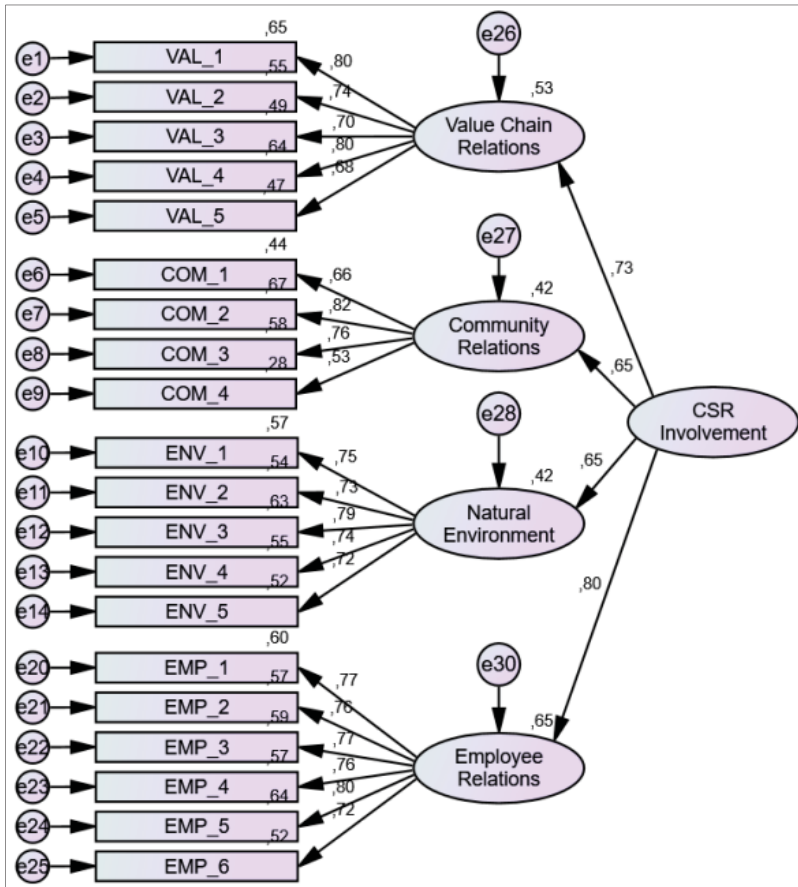 ,65
e1
VAL_1
,80
,55
e2
VAL_2
,74
,49
e3
VAL_3
,70
,64
e4
VAL_4
,80
,47
e5
VAL_5
,68
e26
,53
Value Chain
Relations
,73
,44
e6
COM_1
,66
,67
e7
COM_2
,82
,58
e8
COM_3
,76
,28
e9
COM_4
,53
e27
,42
Community
Relations
,65
,57
e10
ENV_1
,75
,54
e11
ENV_2
,73
,63
e12
ENV_3
,79
,55
e13
ENV_4
,74
,52
e14
ENV_5
,72
e28
,42
Natural
Environment
,65
,60
e20
EMP_1
,77
,57
e21
EMP_2
,76
,59
e22
EMP_3
,77
,57
e23
EMP_4
,76
,64
e24
EMP_5
,80
,52
e25
EMP_6
,72
e30
,65
Employee
Relations
,80
CSR
Involvement